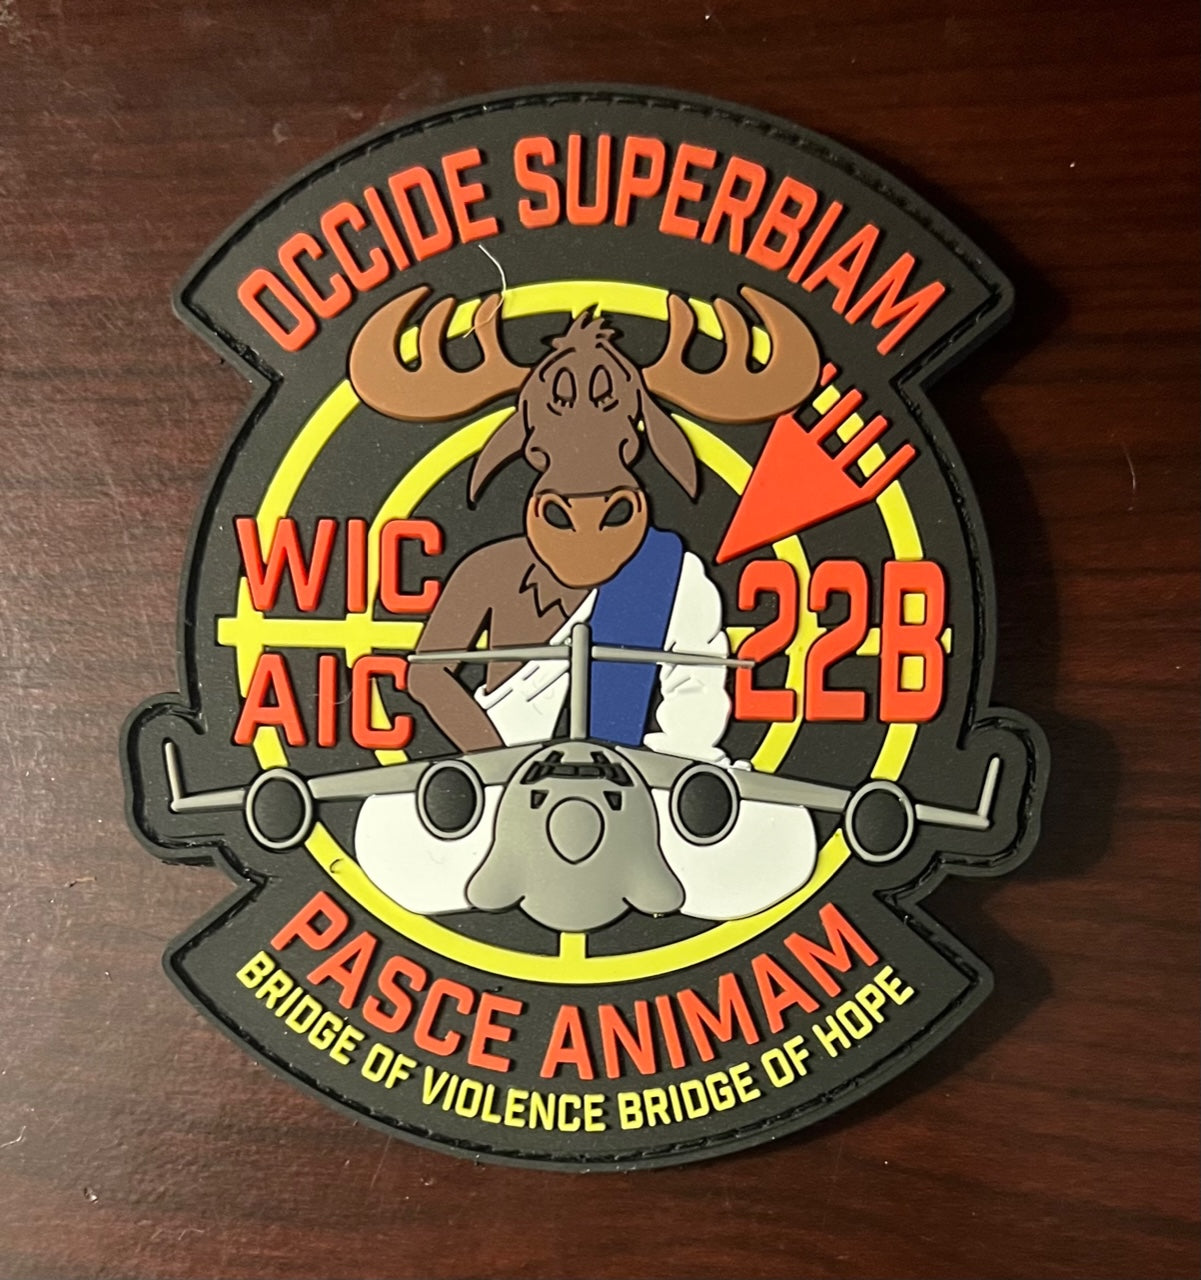 OCCIDE SUPERBIAM
WIC
AIC
22B
PASCE ANIMAM
BRIDGE OF VIOLENCE BRIDGE OF HOPE